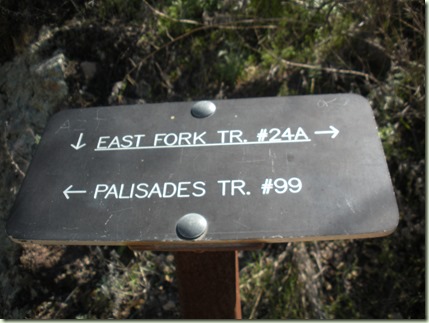 ↓ EAST FORK TR. #24A →
← PALISADES TR. #99